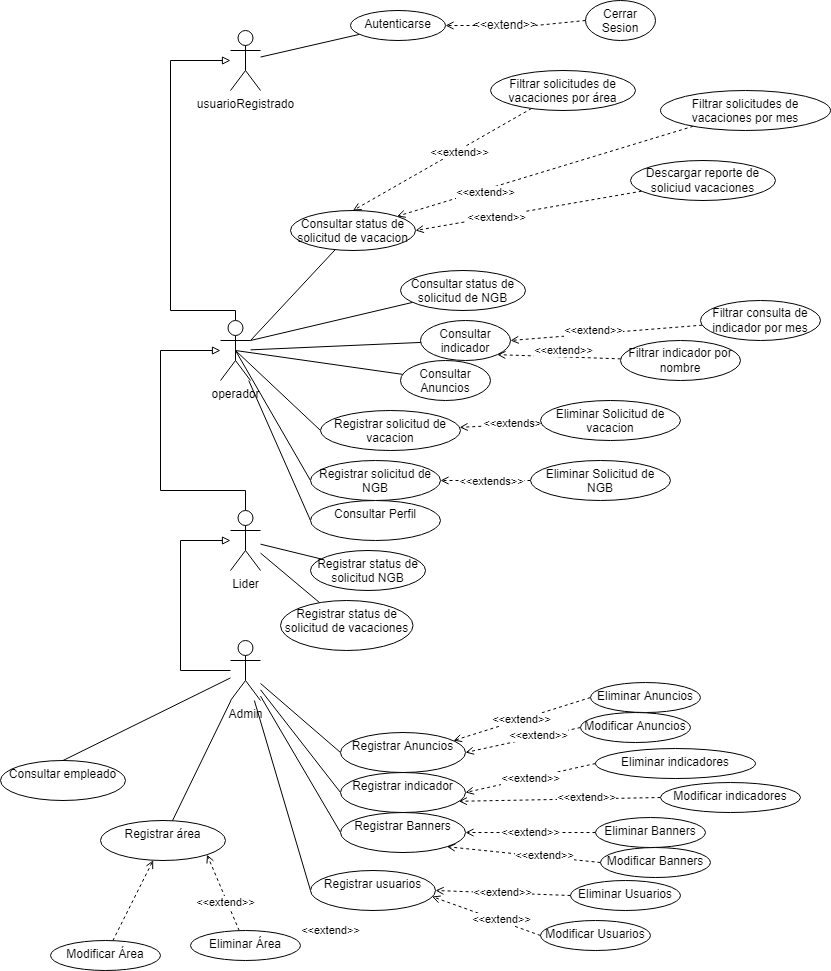 Autenticarse
<<extend>>
Cerrar
Sesion
usuarioRegistrado
Filtrar solicitudes de
vacaciones por área
Filtrar solicitudes de
vacaciones por mes
<<extend>>
Descargar reporte de
soliciud vacaciones
<<extend>>
<<extend>>
Consultar status de
solicitud de vacacion
Consultar status de
solicitud de NGB
Filtrar consulta de
indicador por mes
<<extend>>
Consultar
indicador
<<extend>>
Filtrar indicador por
nombre
Consultar
Anuncios
operador
Registrar solicitud de
vacacion
<<extends>
Eliminar Solicitud de
vacacion
Registrar solicitud de
NGB
<<extends>>
Eliminar Solicitud de
NGB
Consultar Perfil
Registrar status de
solicitud NGB
Lider
Registrar status de
solicitud de vacaciones
Eliminar Anuncios
Admin
<<extend>>
Modificar Anuncios
<<extend>>
Registrar Anuncios
Eliminar indicadores
Consultar empleado
<<extend>>
Registrar indicador
<<extend>>
Modificar indicadores
Registrar Banners
<<extend>>
Eliminar Banners
Registrar área
<<extend>>
Modificar Banners
Registrar usuarios
<<extend>>
Eliminar Usuarios
<<extend>>
<<extend>>
Modificar Usuarios
<<extend>>
Eliminar Área
Modificar Área